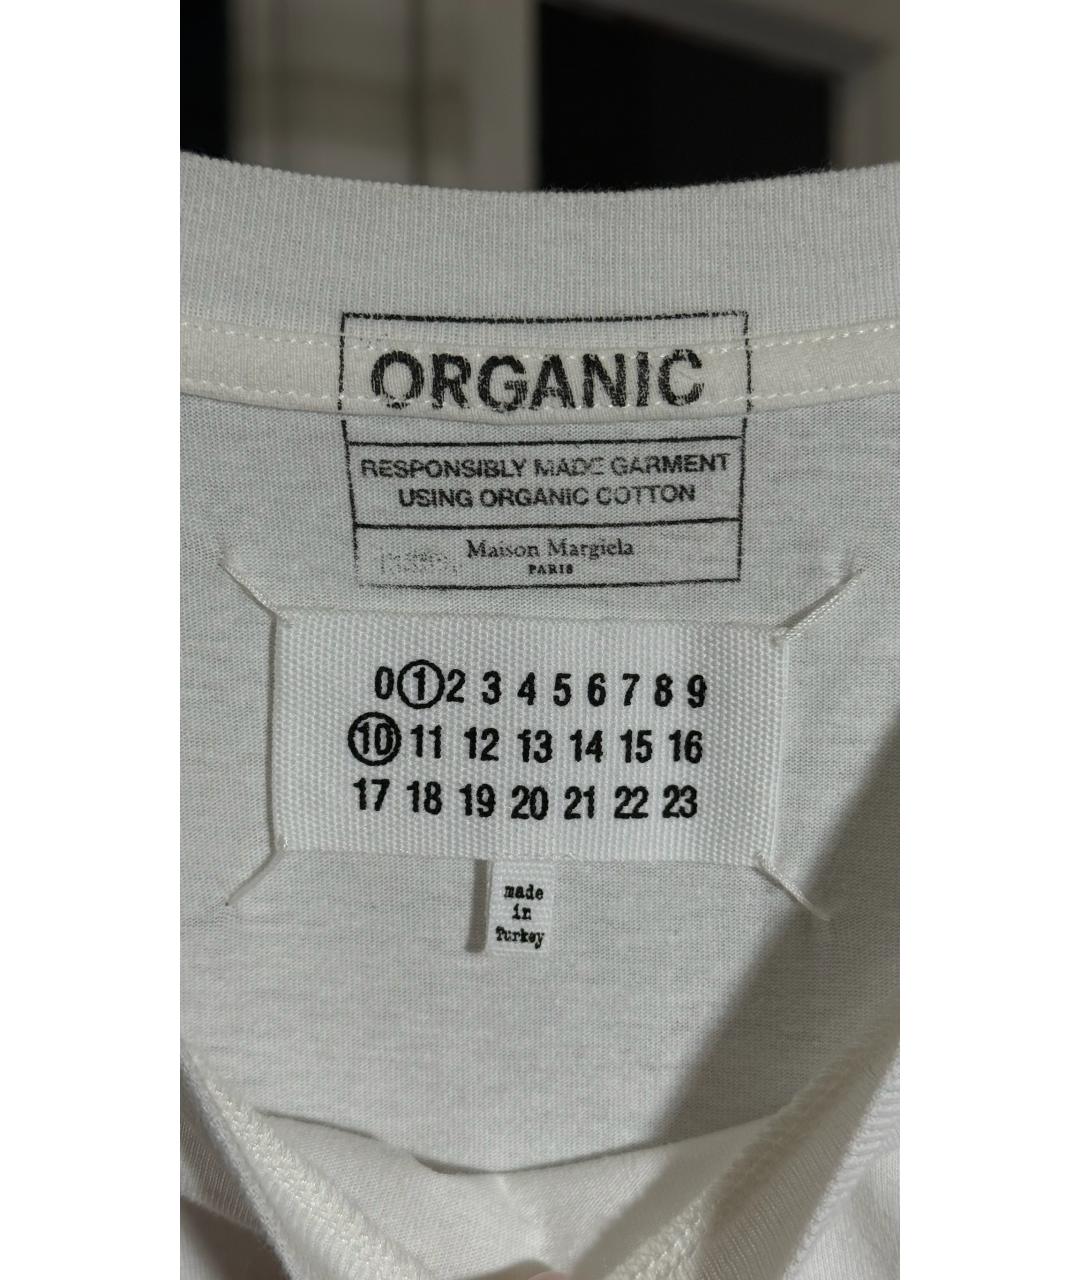 ORGANIC
RESPONSIBLY MADE GARMENT
USING ORGANIC COTTON
Maison Margiela
PARIS
0 1 2 3 4 5 6 7 8 9
10 11 12 13 14 15 16
17 18 19 20 21 22 23
made
in
Turkey